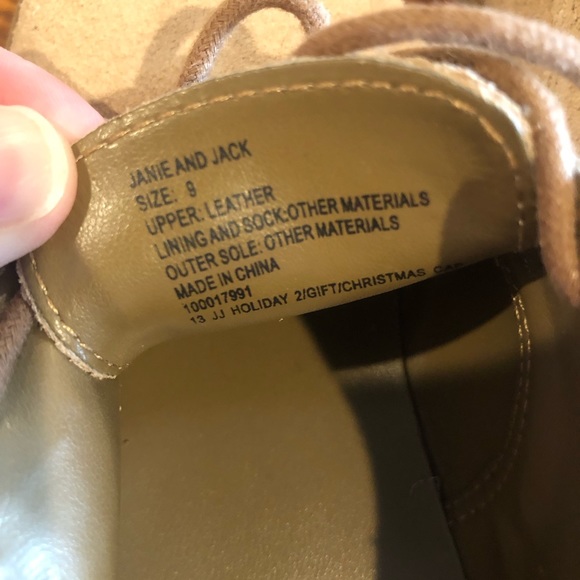 JANIE AND JACK
SIZE: 9
UPPER: LEATHER
LINING AND SOCK:OTHER MATERIALS
OUTER SOLE: OTHER MATERIALS
MADE IN CHINA
100017991
13 JJ HOLIDAY 2/GIFT/CHRISTMAS